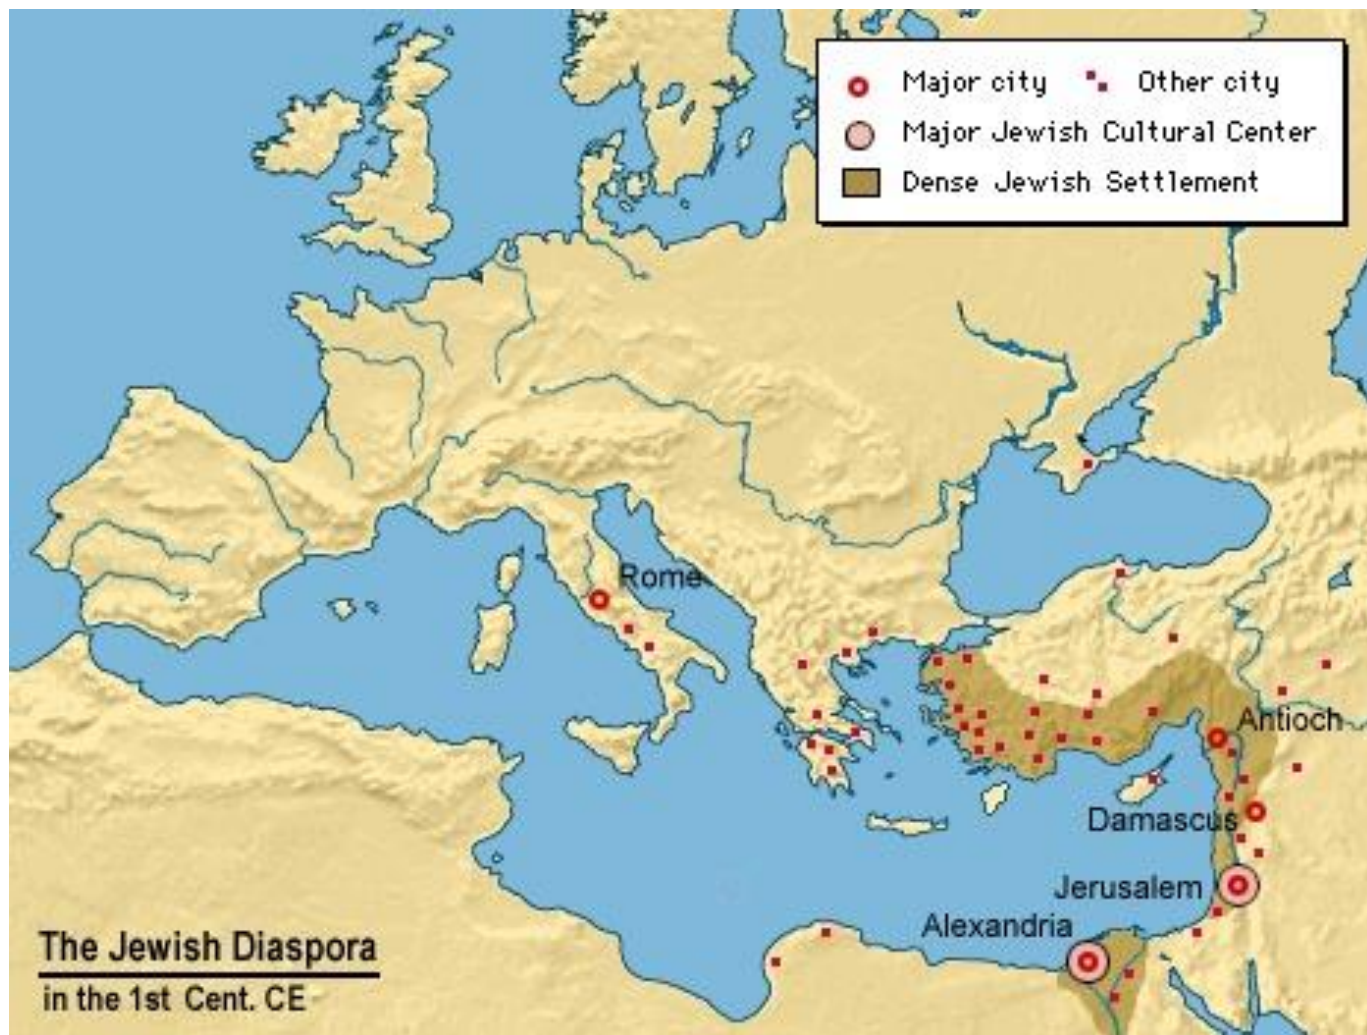 Major city Other city
Major Jewish Cultural Center
Dense Jewish Settlement
Rome
Antioch
Damascus
Jerusalem
Alexandria
The Jewish Diaspora
in the 1st Cent. CE